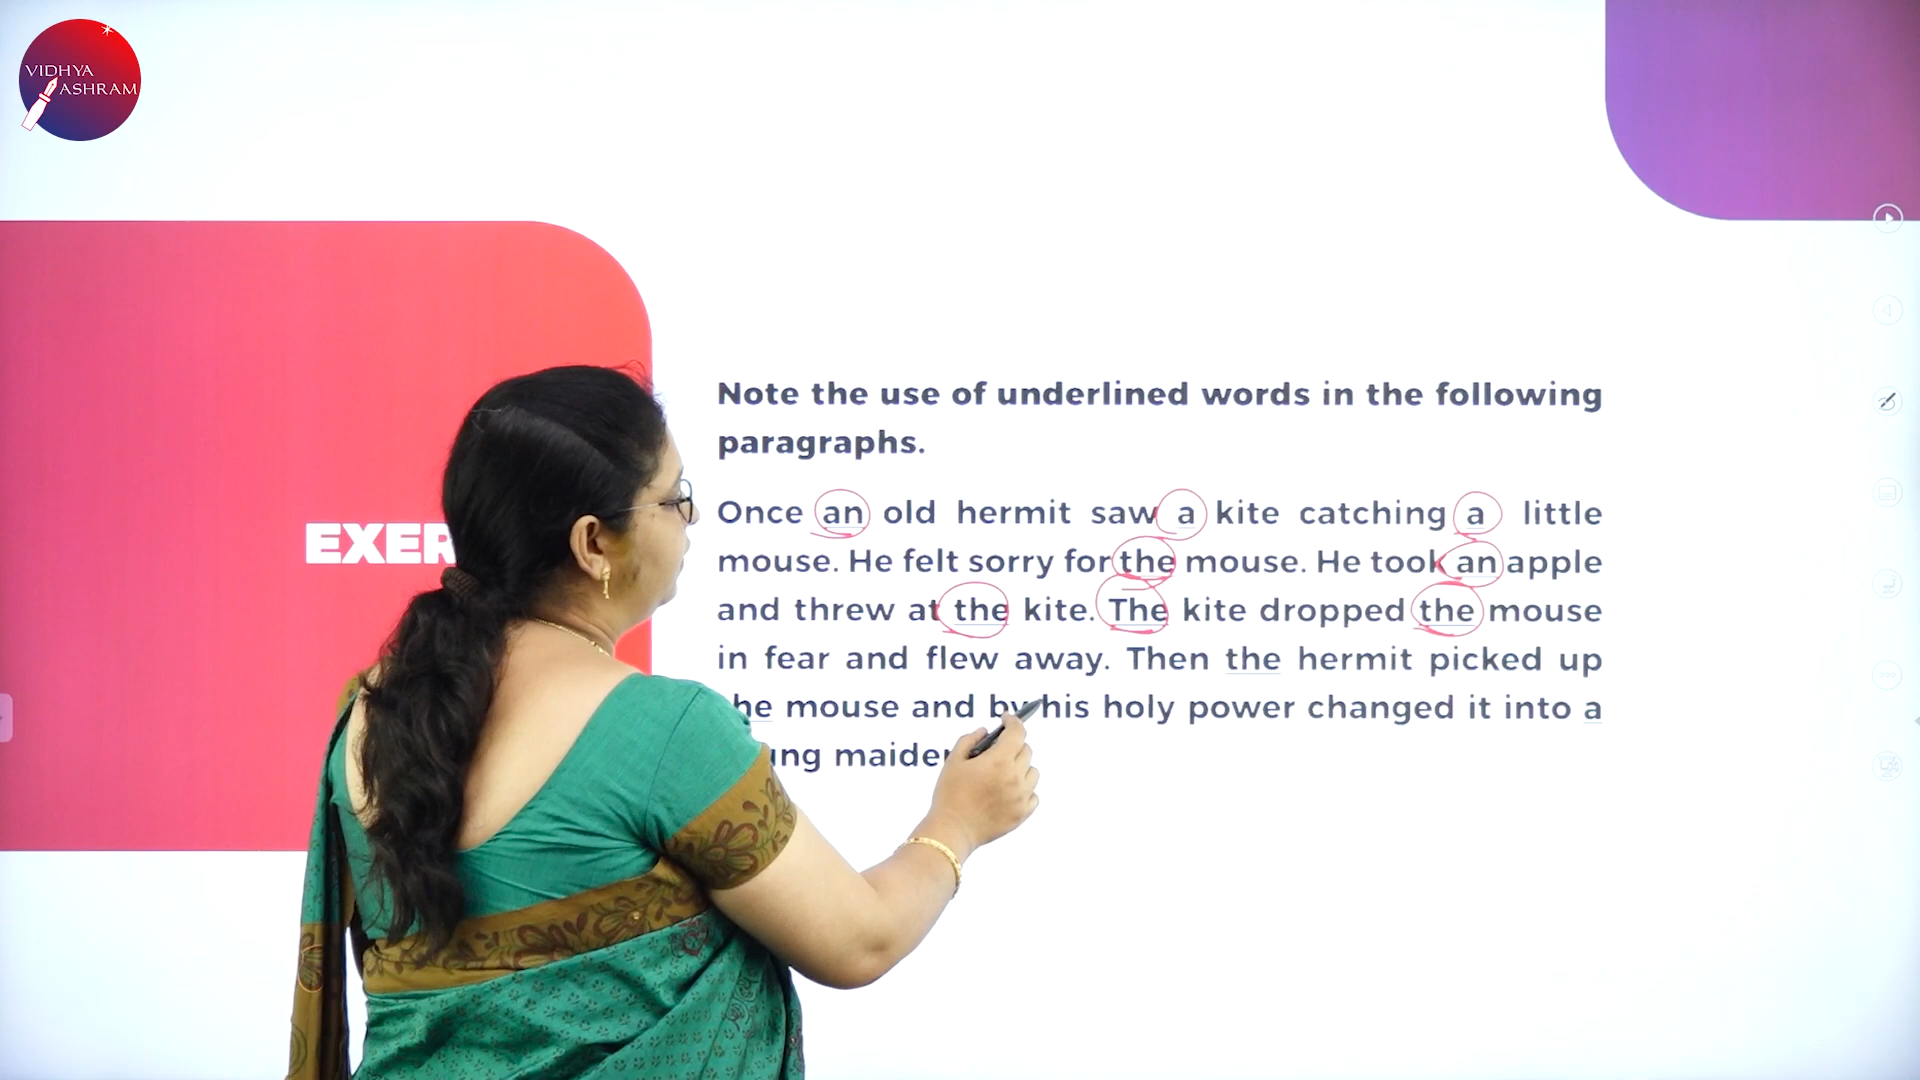 VIDHYA
ASHRAM
Note the use of underlined words in the following
paragraphs.
Once an old hermit saw a kite catching a little
mouse. He felt sorry for the mouse. He took an apple
and threw at the kite. The kite dropped the mouse
in fear and flew away. Then the hermit picked up
mouse and by his holy power changed it into a